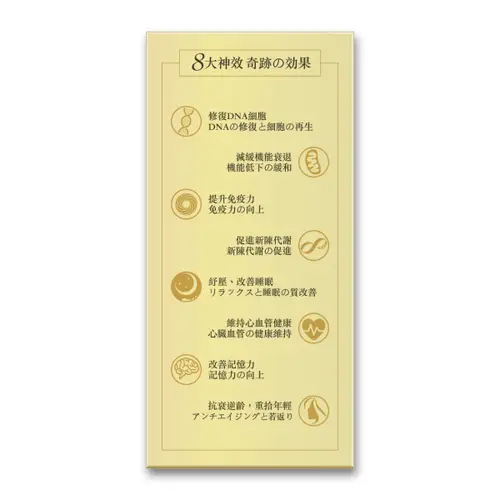 8大神效 奇跡の効果
修復DNA細胞
DNAの修復と細胞の再生
減緩機能衰退
機能低下の緩和
提升免疫力
免疫力の向上
促進新陳代謝
新陳代謝の促進
紓壓、改善睡眠
リラックスと睡眠の質改善
維持心血管健康
心臓血管の健康維持
改善記憶力
記憶力の向上
抗衰逆齡，重拾年輕
アンチエイジングと若返り